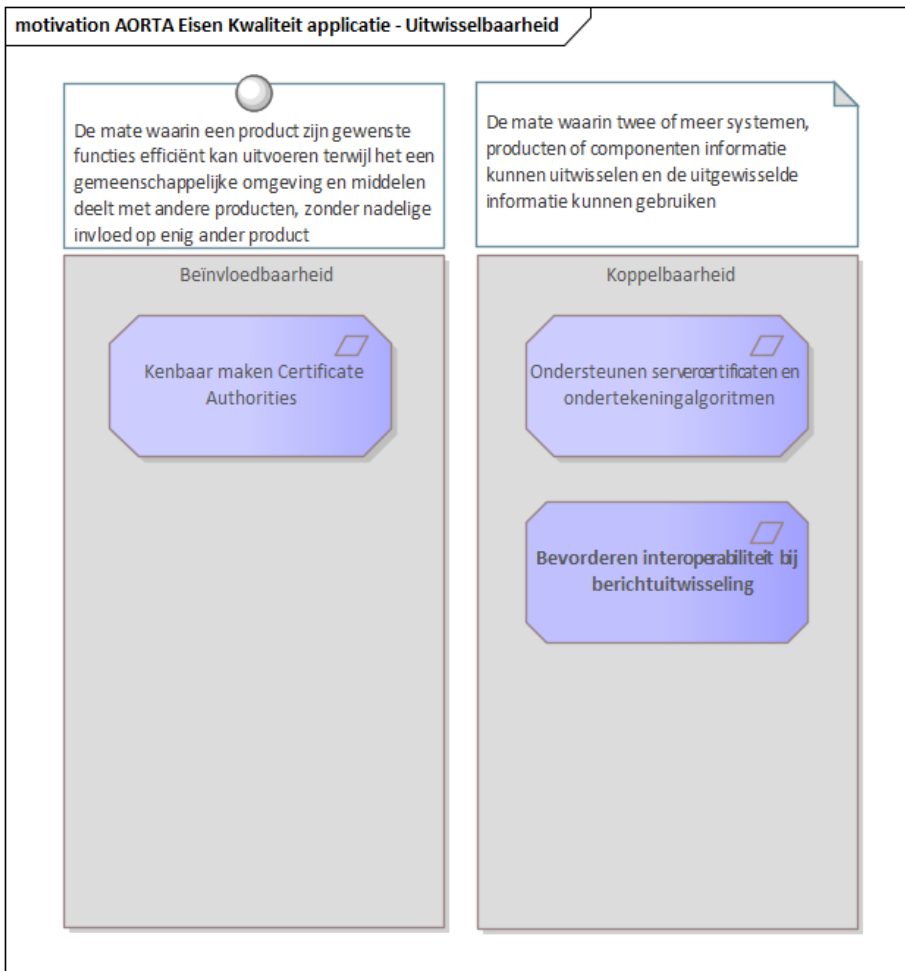 motivation AORTA Eisen Kwaliteit applicatie - Uitwisselbaarheid
De mate waarin een product zijn gewenste
functies efficiënt kan uitvoeren terwijl het een
gemeenschappelijke omgeving en middelen
deelt met andere producten, zonder nadelige
invloed op enig ander product
De mate waarin twee of meer systemen,
producten of componenten informatie
kunnen uitwisselen en de uitgewisselde
informatie kunnen gebruiken
Beïnvloedbaarheid
Kenbaar maken Certificate
Authorities
Koppelbaarheid
Ondersteunen servercertificaten en
ondertekeningalgoritmen
Bevorderen interoperabiliteit bij
berichtuitwisseling